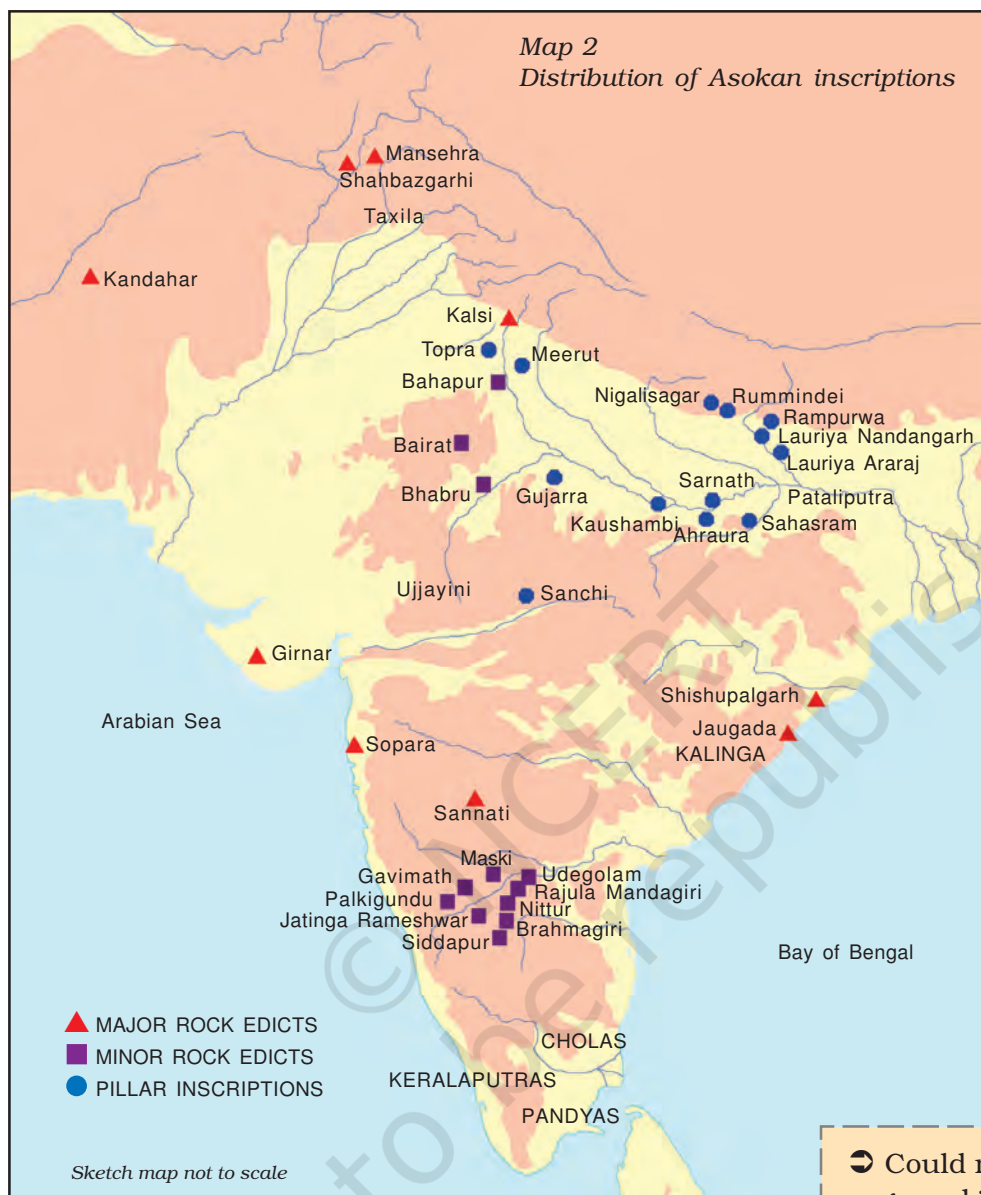 Map 2
Distribution of Asokan inscriptions
Mansehra
Shahbazgarhi
Taxila
Kandahar
Kalsi
Topra
Meerut
Bahapur
Nigalisagar
Rummindei
Rampurwa
Bairat
Lauriya Nandangarh
Lauriya Araraj
Bhabru
Gujarra
Sarnath
Pataliputra
Kaushambi
Ahraura
Sahasram
Ujjayini
Sanchi
Girnar
Shishupalgarh
Arabian Sea
Jaugada
Sopara
KALINGA
Sannati
Maski
Gavimath
Udegolam
Palkigundu
Rajula Mandagiri
Nittur
Jatinga Rameshwar
Brahmagiri
Siddapur
Bay of Bengal
MAJOR ROCK EDICTS
MINOR ROCK EDICTS
PILLAR INSCRIPTIONS
CHOLAS
KERALAPUTRAS
PANDYAS
Sketch map not to scale
➲ Could
© NCERT
to be republis